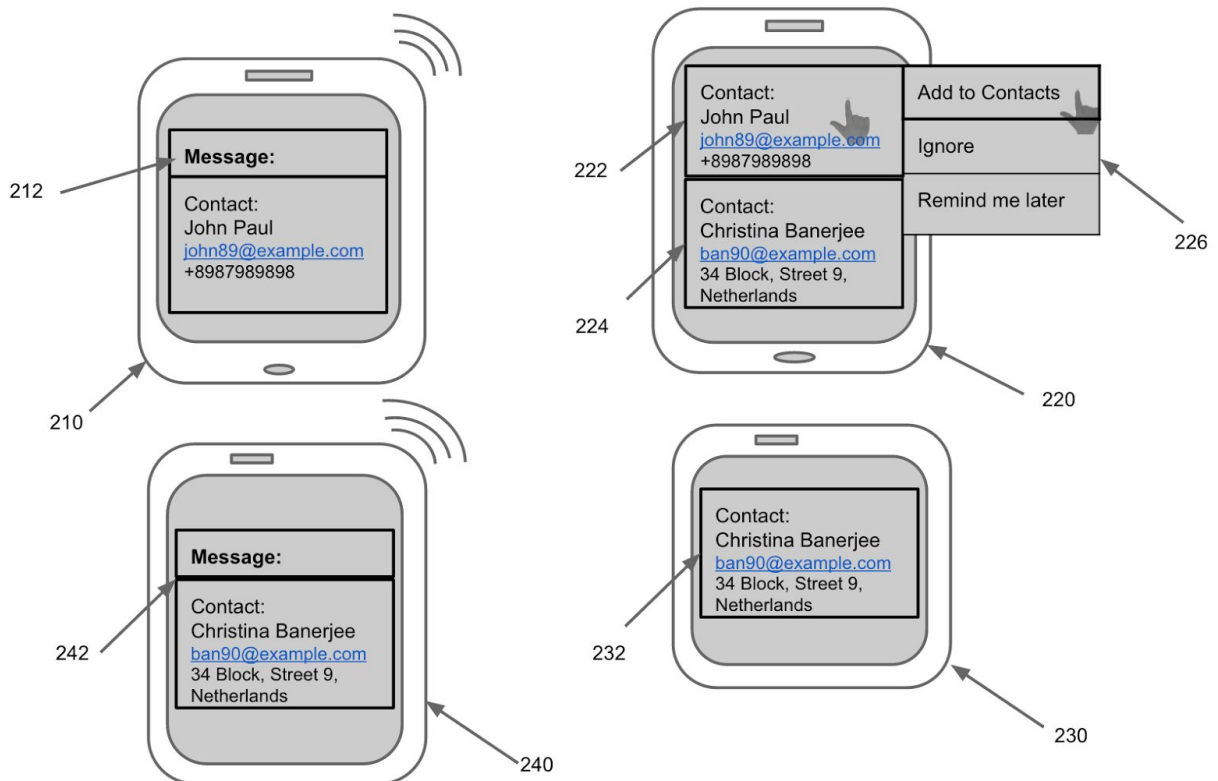 Message:
212
Contact:
John Paul
john89@example.com
+8987989898
210
Contact:
John Paul
john89@example.com
+8987989898
222
Contact:
Christina Banerjee
ban90@example.com
34 Block, Street 9,
Netherlands
224
Add to Contacts
Ignore
Remind me later
226
220
Message:
Contact:
Christina Banerjee
ban90@example.com
34 Block, Street 9,
Netherlands
242
240
Contact:
Christina Banerjee
ban90@example.com
34 Block, Street 9,
Netherlands
232
230